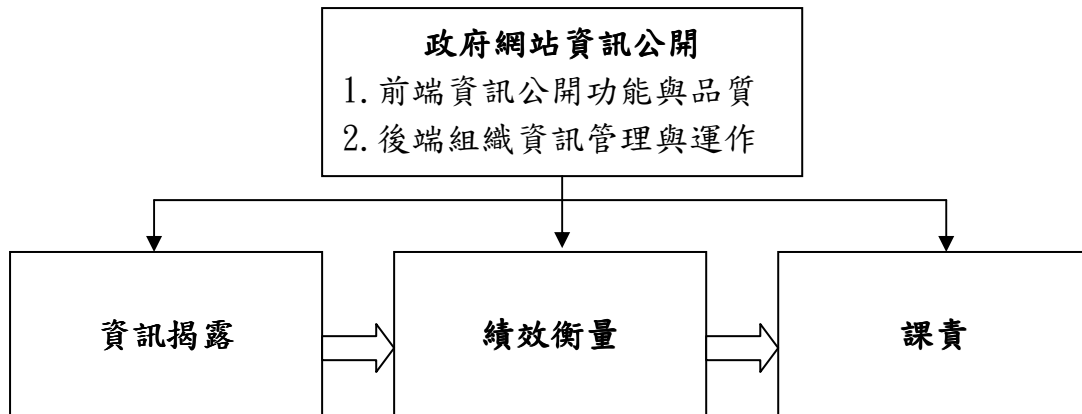 政府網站資訊公開
1.前端資訊公開功能與品質
2.後端組織資訊管理與運作
資訊揭露
績效衡量
課責